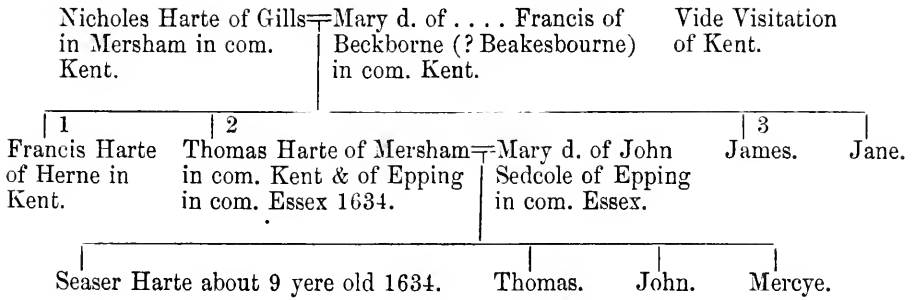 Nicholes Harte of Gills=Mary d. of .... Francis of
in Mersham in com. Beckborne (? Beakesbourne)
Kent. in com. Kent.
Vide Visitation
of Kent.
1 2 3
Francis Harte
of Herne in
Kent.
Thomas Harte of Mersham=Mary d. of John
in com. Kent & of Epping Sedcole of Epping
in com. Essex 1634. in com. Essex.
James.
Jane.
Seaser Harte about 9 yere old 1634. Thomas. John. Mercye.